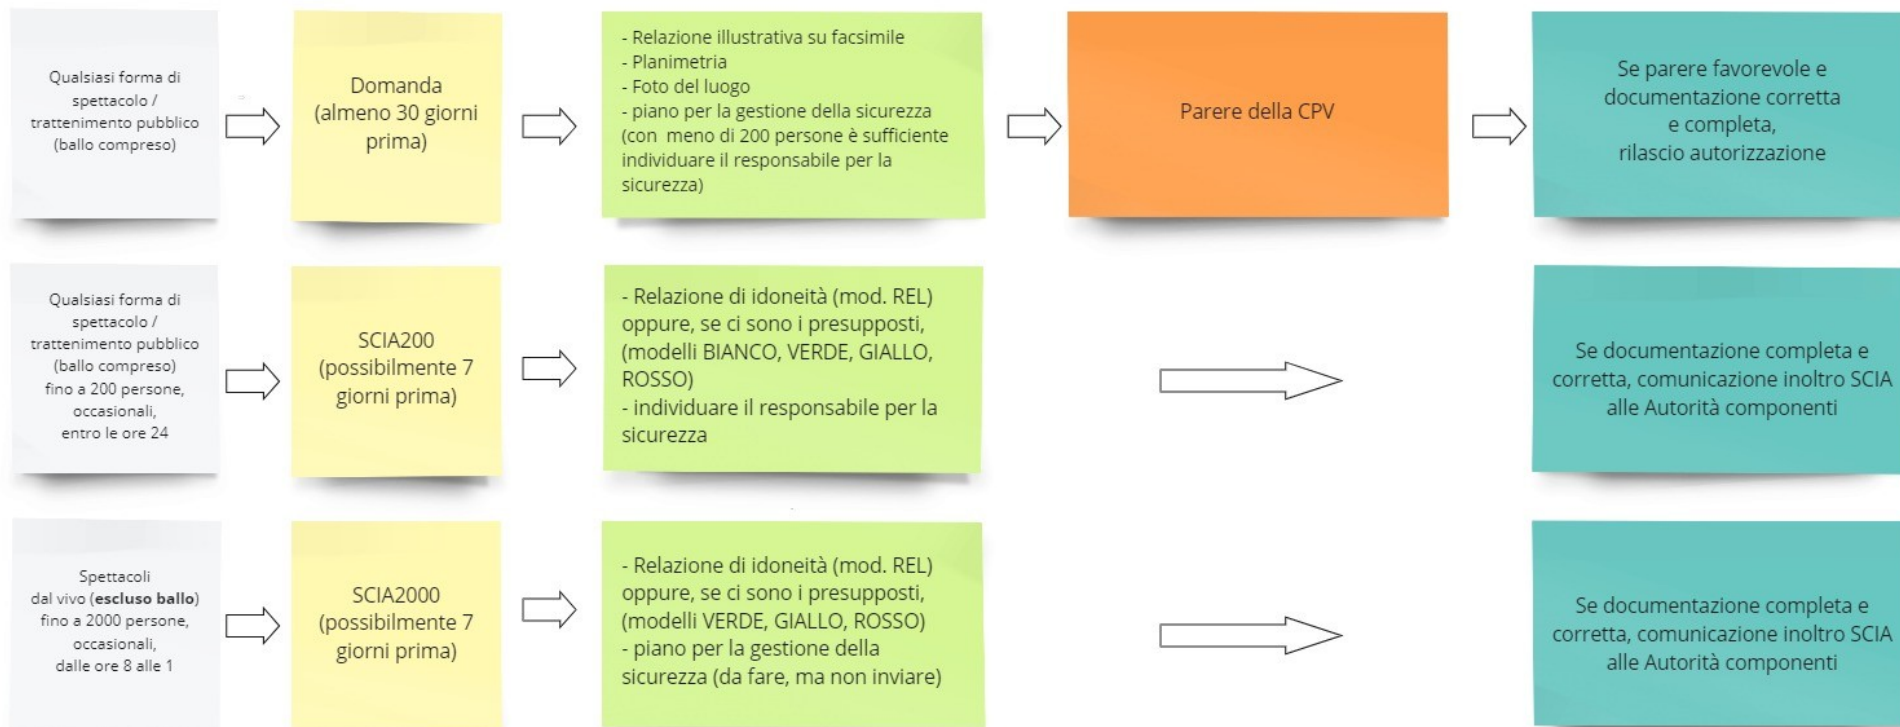 Qualsiasi forma di
spettacolo /
trattenimento pubblico
(ballo compreso)
Domanda
(almeno 30 giorni
prima)
- Relazione illustrativa su facsimile
- Planimetria
- Foto del luogo
- piano per la gestione della sicurezza
(con meno di 200 persone è sufficiente
individuare il responsabile per la
sicurezza)
Parere della CPV
Se parere favorevole e
documentazione corretta
e completa,
rilascio autorizzazione
Qualsiasi forma di
spettacolo /
trattenimento pubblico
(ballo compreso)
fino a 200 persone,
occasionali,
entro le ore 24
SCIA200
(possibilmente 7
giorni prima)
- Relazione di idoneità (mod. REL)
oppure, se ci sono i presupposti,
(modelli BIANCO, VERDE, GIALLO,
ROSSO)
- individuare il responsabile per la
sicurezza
Se documentazione completa e
corretta, comunicazione inoltro SCIA
alle Autorità componenti
Spettacoli
dal vivo (escluso ballo)
fino a 2000 persone,
occasionali,
dalle ore 8 alle 1
SCIA2000
(possibilmente 7
giorni prima)
- Relazione di idoneità (mod. REL)
oppure, se ci sono i presupposti,
(modelli VERDE, GIALLO, ROSSO)
- piano per la gestione della
sicurezza (da fare, ma non inviare)
Se documentazione completa e
corretta, comunicazione inoltro SCIA
alle Autorità componenti